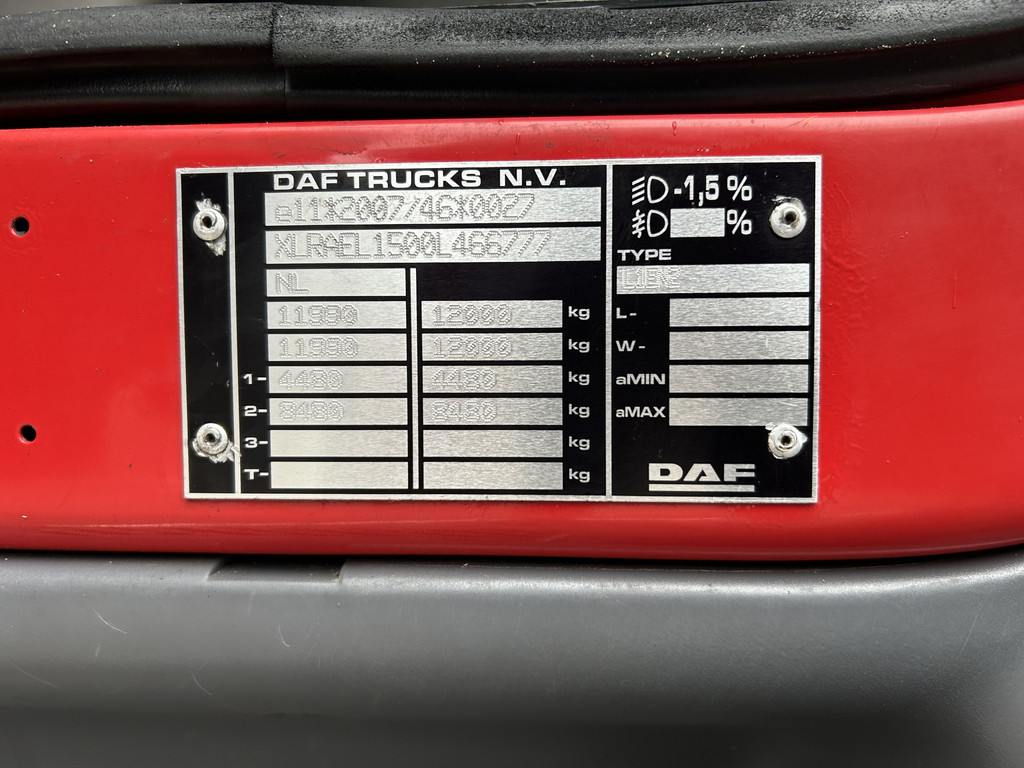 DAF TRUCKS N.V.
e11*2007/46*0027
XLRAEL1500L466777
NL
11990 12000 kg
11990 12000 kg
1- 4480 4480 kg
2- 8480 8480 kg
3- kg
T- kg
-1,5 %
%
TYPE
L1EN2
L-
W-
aMIN
aMAX
DAF